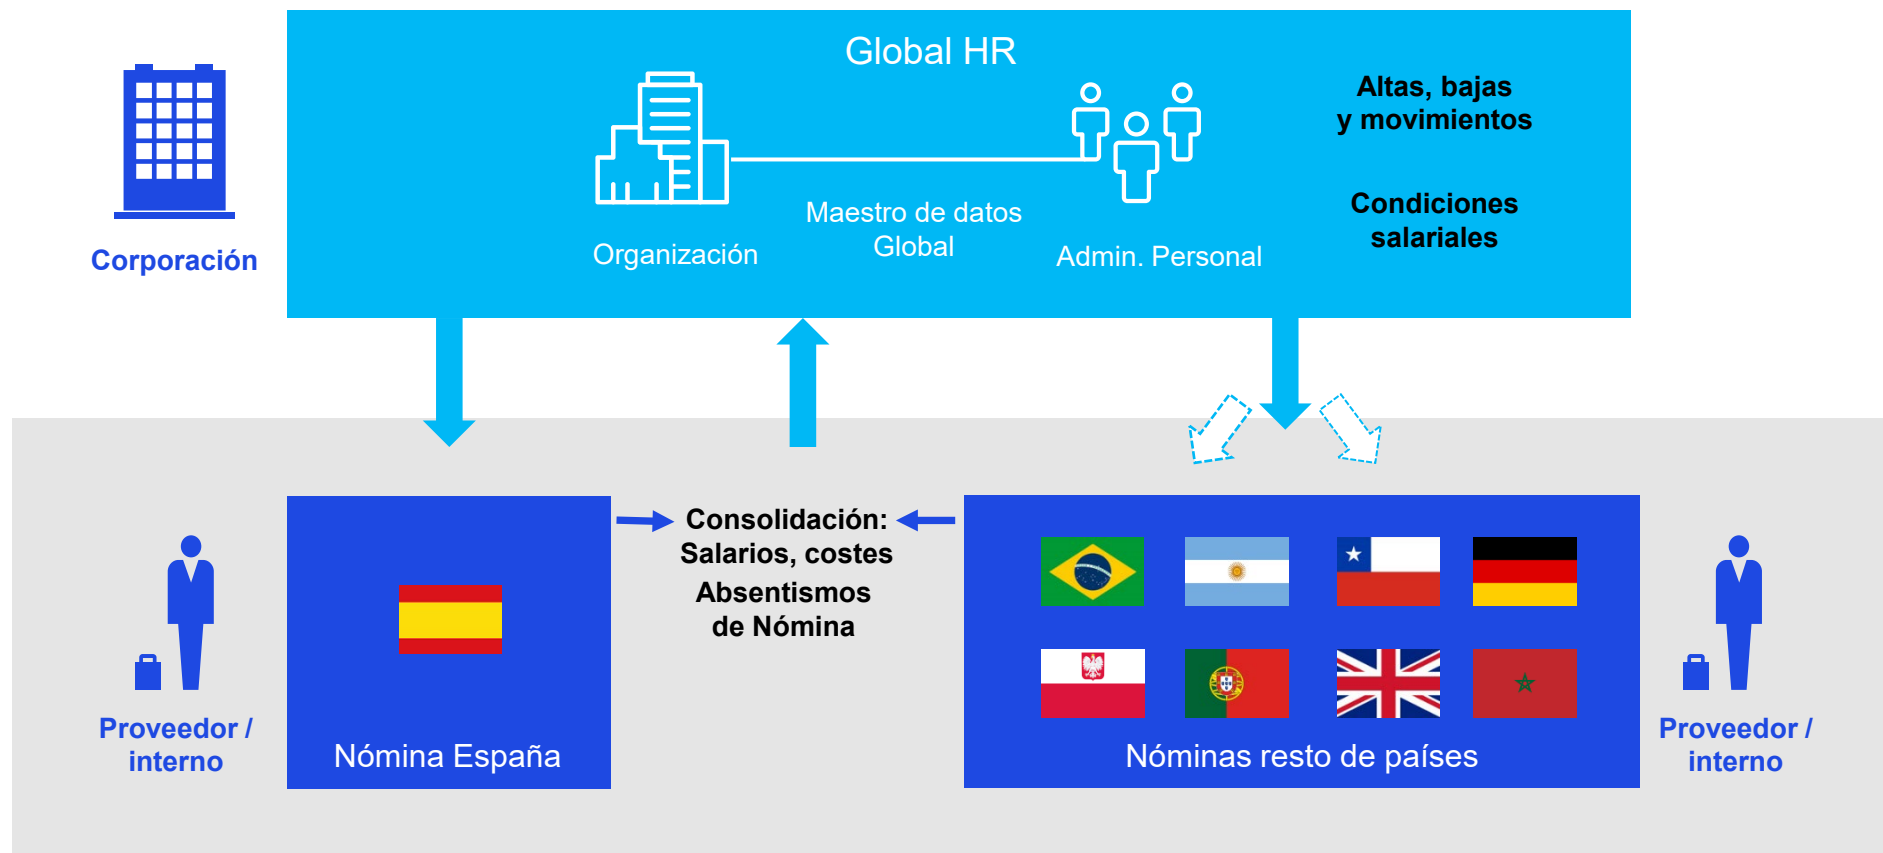 Global HR
Altas, bajas
y movimientos
Condiciones
salariales
Maestro de datos
Global
Organización
Admin. Personal
Corporación
Consolidación:
Salarios, costes
Absentismos
de Nómina
Proveedor /
interno
Nómina España
Nóminas resto de países
Proveedor /
interno